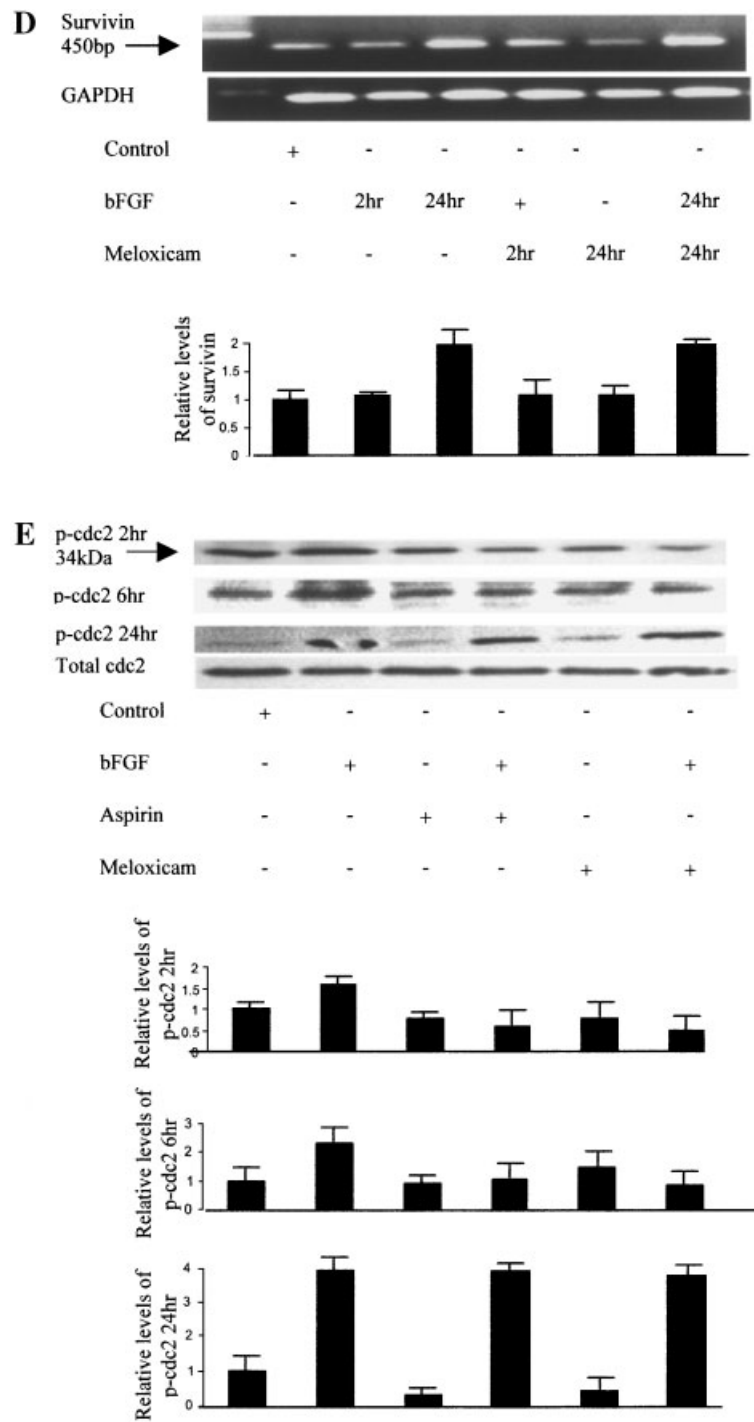 D
Survivin
450bp
GAPDH
Control + - - - - -
bFGF - 2hr 24hr + - 24hr
Meloxicam - - - 2hr 24hr 24hr
Relative levels
of survivin
2
1.5
1
0.5
0
E
p-cdc2 2hr
34kDa
p-cdc2 6hr
p-cdc2 24hr
Total cdc2
Control + - - - - -
bFGF - + - + - +
Aspirin - - + + - -
Meloxicam - - - - + +
Relative levels of
p-cdc2 2hr
2
1.5
1
0.5
0
Relative levels of
p-cdc2 6hr
3
2
1
0
Relative levels of
p-cdc2 24hr
4
3
2
1
0